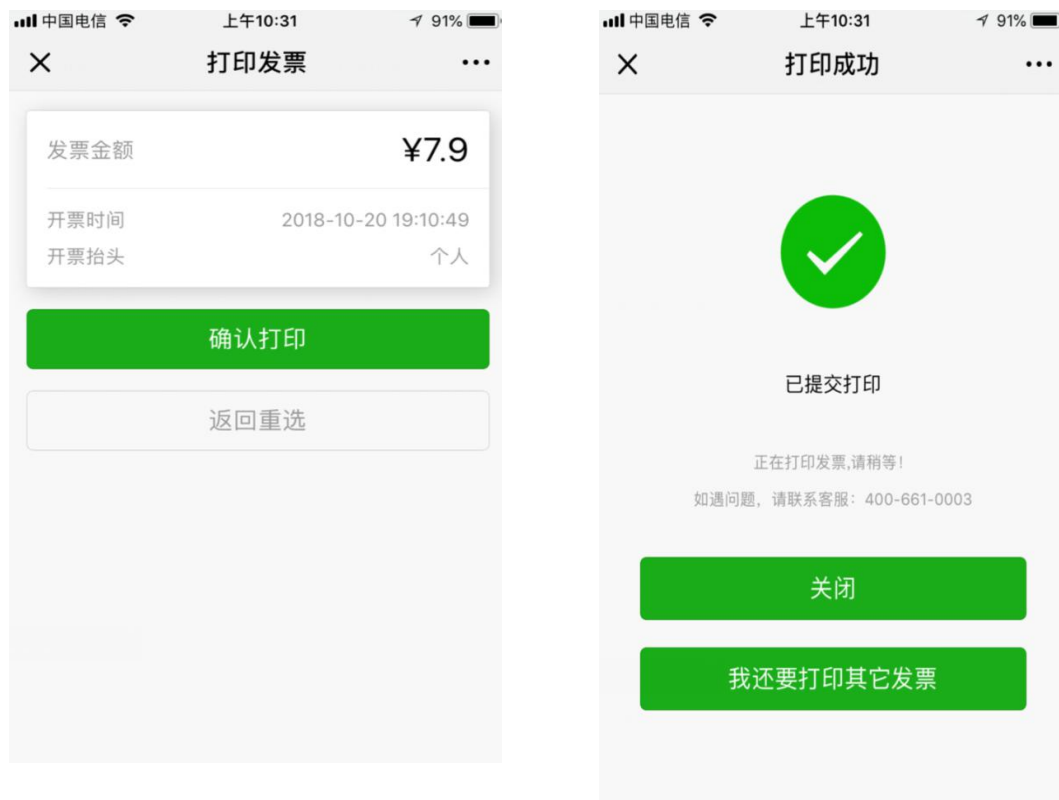 中国电信 上午10:31 91%
打印发票
发票金额 ¥7.9
开票时间 2018-10-20 19:10:49
开票抬头 个人
确认打印
返回重选
中国电信 上午10:31 91%
打印成功
已提交打印
正在打印发票,请稍等!
如遇问题，请联系客服：400-661-0003
关闭
我还要打印其它发票